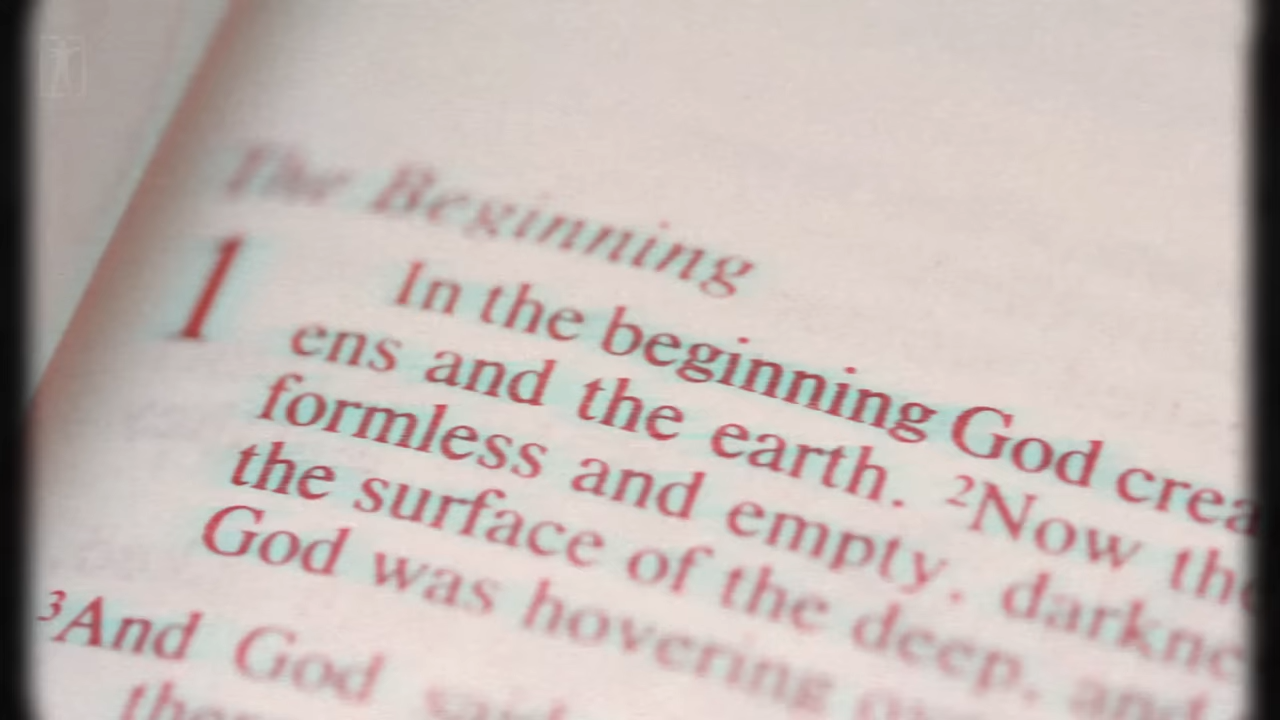 The Beginning
1 In the beginning God crea
ens and the earth. ²Now the
formless and empty, darkne
the surface of the deep, and
God was hovering
³And God said